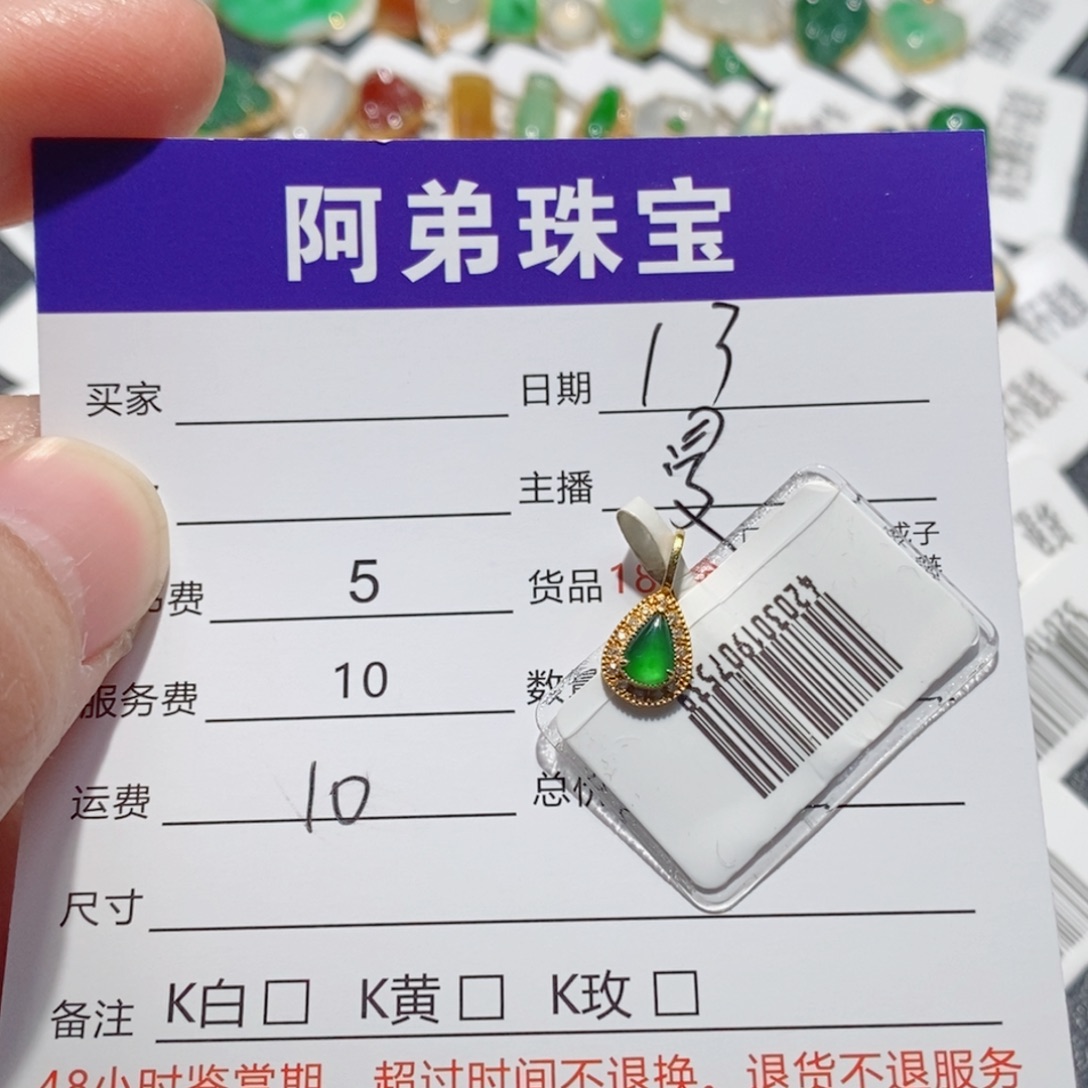 阿弟珠宝
买家 日期 13
主播 曼
费 5 货品 18
服务费 10 数
运费 10 总价
尺寸
备注 K白□ K黄□ K玫□
48小时鉴赏期,超过时间不退换。退货不退服务